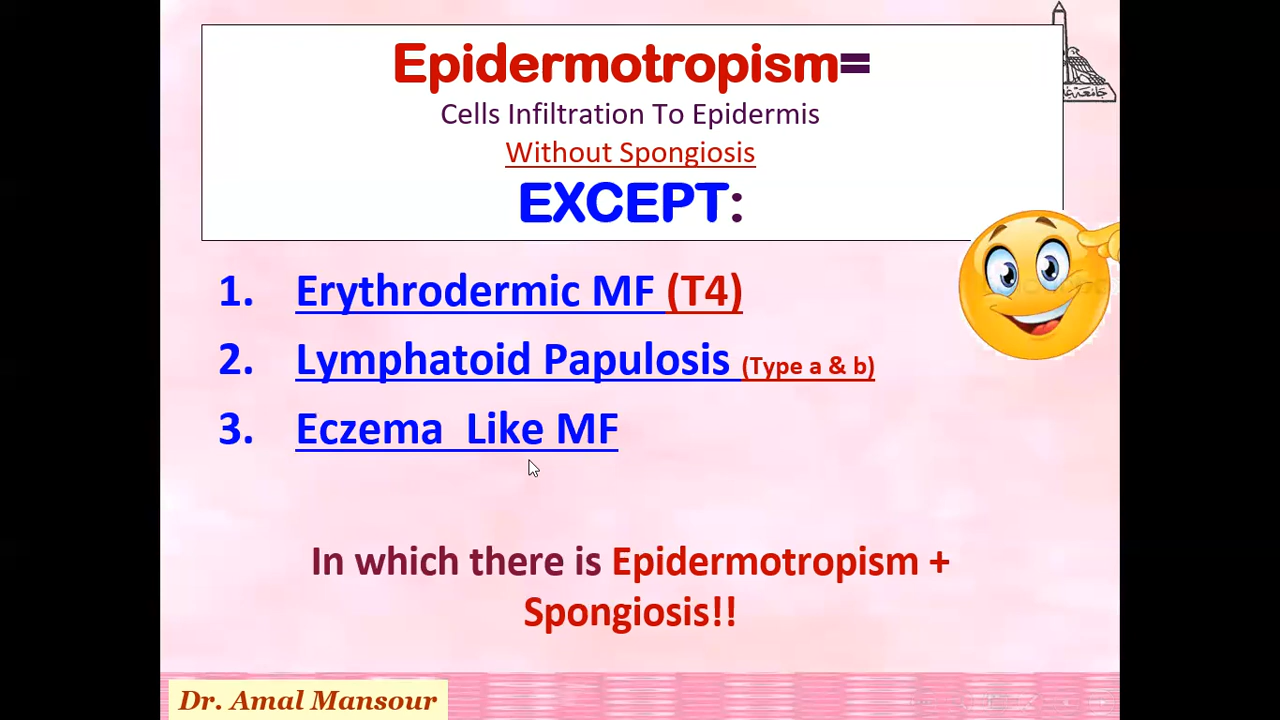 Epidermotropism=
Cells Infiltration To Epidermis
Without Spongiosis
EXCEPT:
1. Erythrodermic MF (T4)
2. Lymphatoid Papulosis (Type a & b)
3. Eczema Like MF
In which there is Epidermotropism +
Spongiosis!!
Dr. Amal Mansour